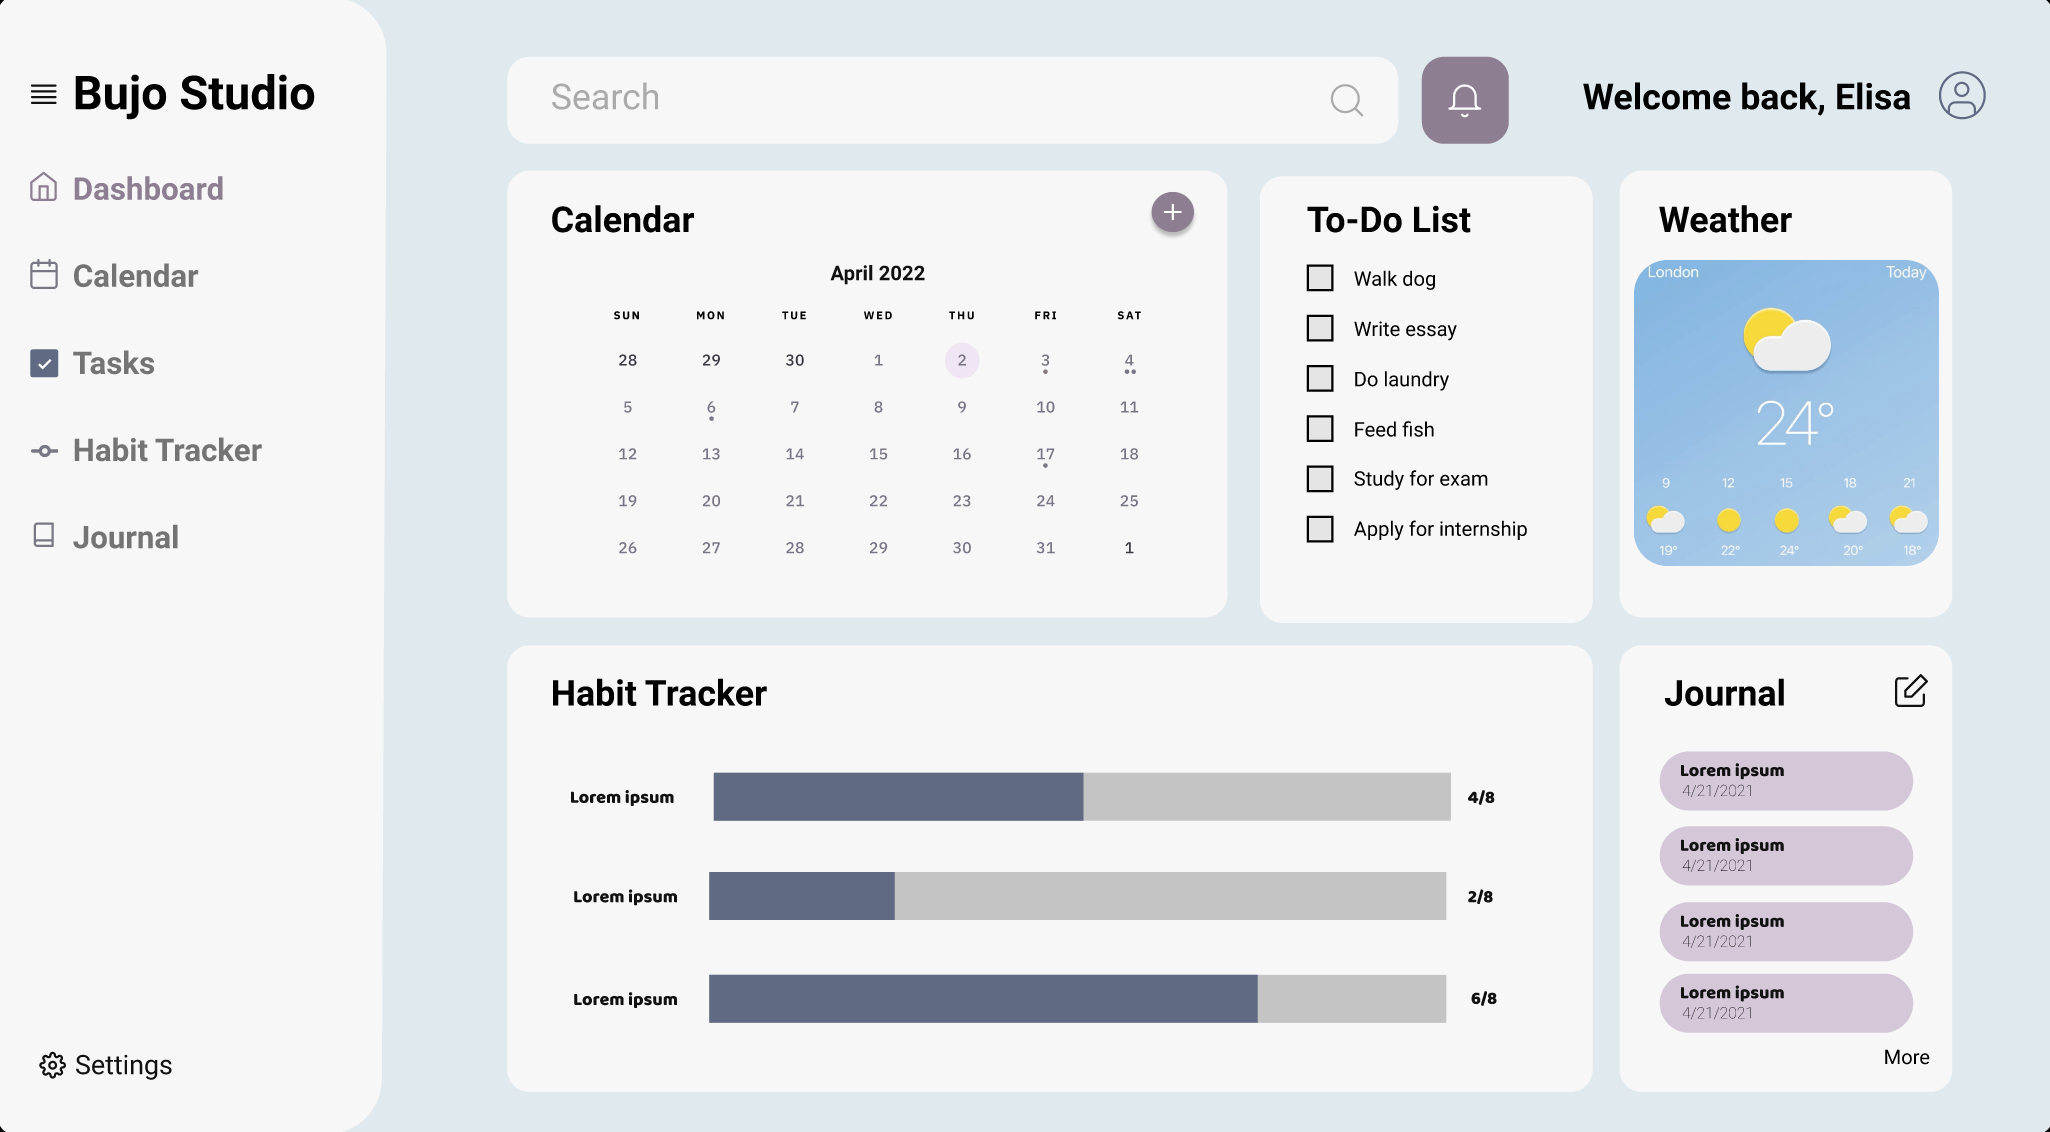 Bujo Studio
Dashboard
Calendar
Tasks
Habit Tracker
Journal
Settings
Search
Welcome back, Elisa
Calendar
April 2022
SUN MON TUE WED THU FRI SAT
28 29 30 1 2 3 4
5 6 7 8 9 10 11
12 13 14 15 16 17 18
19 20 21 22 23 24 25
26 27 28 29 30 31 1
To-Do List
Walk dog
Write essay
Do laundry
Feed fish
Study for exam
Apply for internship
Weather
London Today
24°
9 12 15 18 21
19° 22° 24° 20° 18°
Habit Tracker
Lorem ipsum 4/8
Lorem ipsum 2/8
Lorem ipsum 6/8
Journal
Lorem ipsum
4/21/2021
Lorem ipsum
4/21/2021
Lorem ipsum
4/21/2021
Lorem ipsum
4/21/2021
More